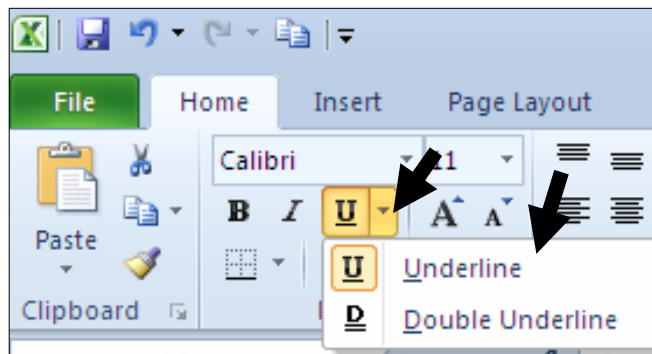 File Home Insert Page Layout
Calibri 11
B I U A A
Paste
U Underline
D Double Underline
Clipboard